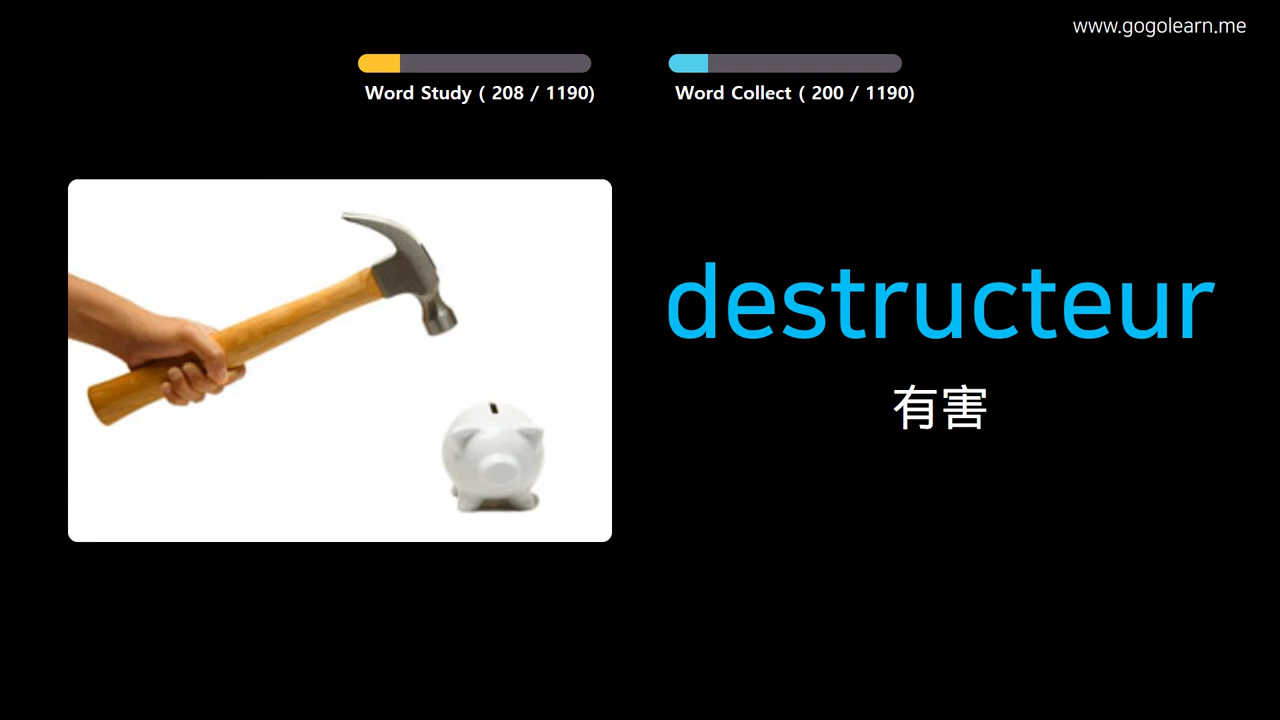 www.gogolearn.me
Word Study ( 208 / 1190)
Word Collect ( 200 / 1190)
destructeur
有害